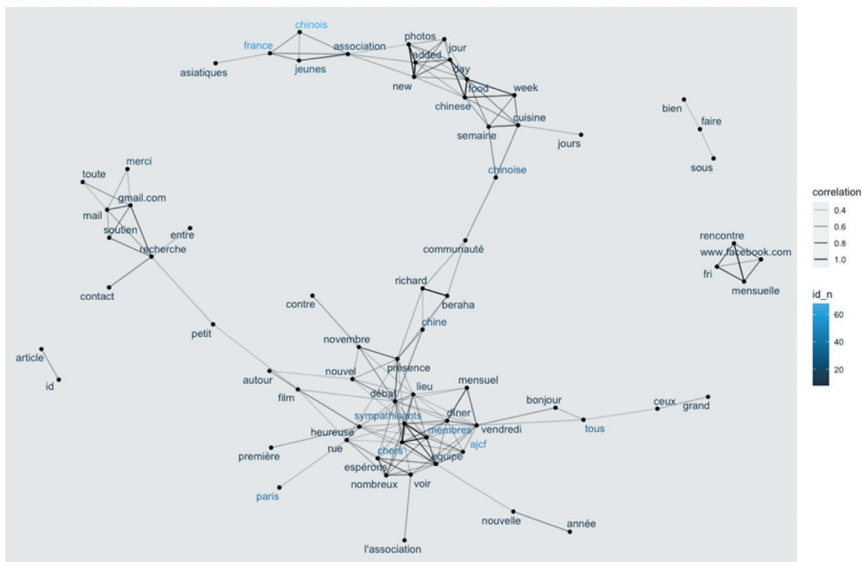 chinois
france
association
asiatiques
jeunes
photos
added
jour
day
new
food
week
chinese
cuisine
semaine
jours
chinoise
bien
faire
sous
merci
toute
gmail.com
mail
soutien
entre
recherche
contact
communauté
rencontre
www.facebook.com
fri
mensuelle
correlation
0.4
0.6
0.8
1.0
id_n
60
40
20
richard
beraha
contre
chine
petit
novembre
présence
article
id
autour
nouvel
film
débat
lieu
mensuel
sympathisants
dîner
bonjour
ceux
grand
heureuse
membres
vendredi
tous
rue
chers
ajcf
première
équipe
espérons
nombreux
voir
paris
nouvelle
année
l'association